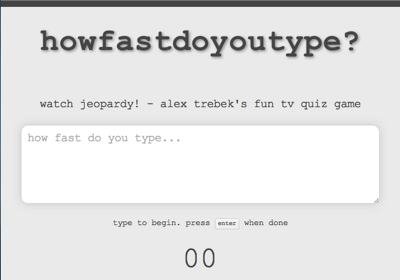 howfastdoyoutype?
watch jeopardy! - alex trebek's fun tv quiz game
how fast do you type...
type to begin. press enter when done
00